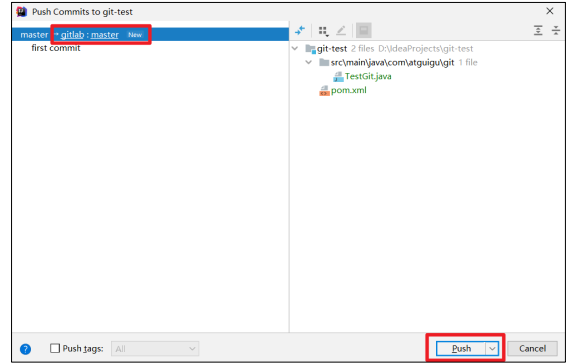 Push Commits to git-test
master → gitlab : master New
first commit
git-test 2 files D:\IdeaProjects\git-test
src\main\java\com\atguigu\git 1 file
TestGit.java
pom.xml
? Push tags: All
Push Cancel